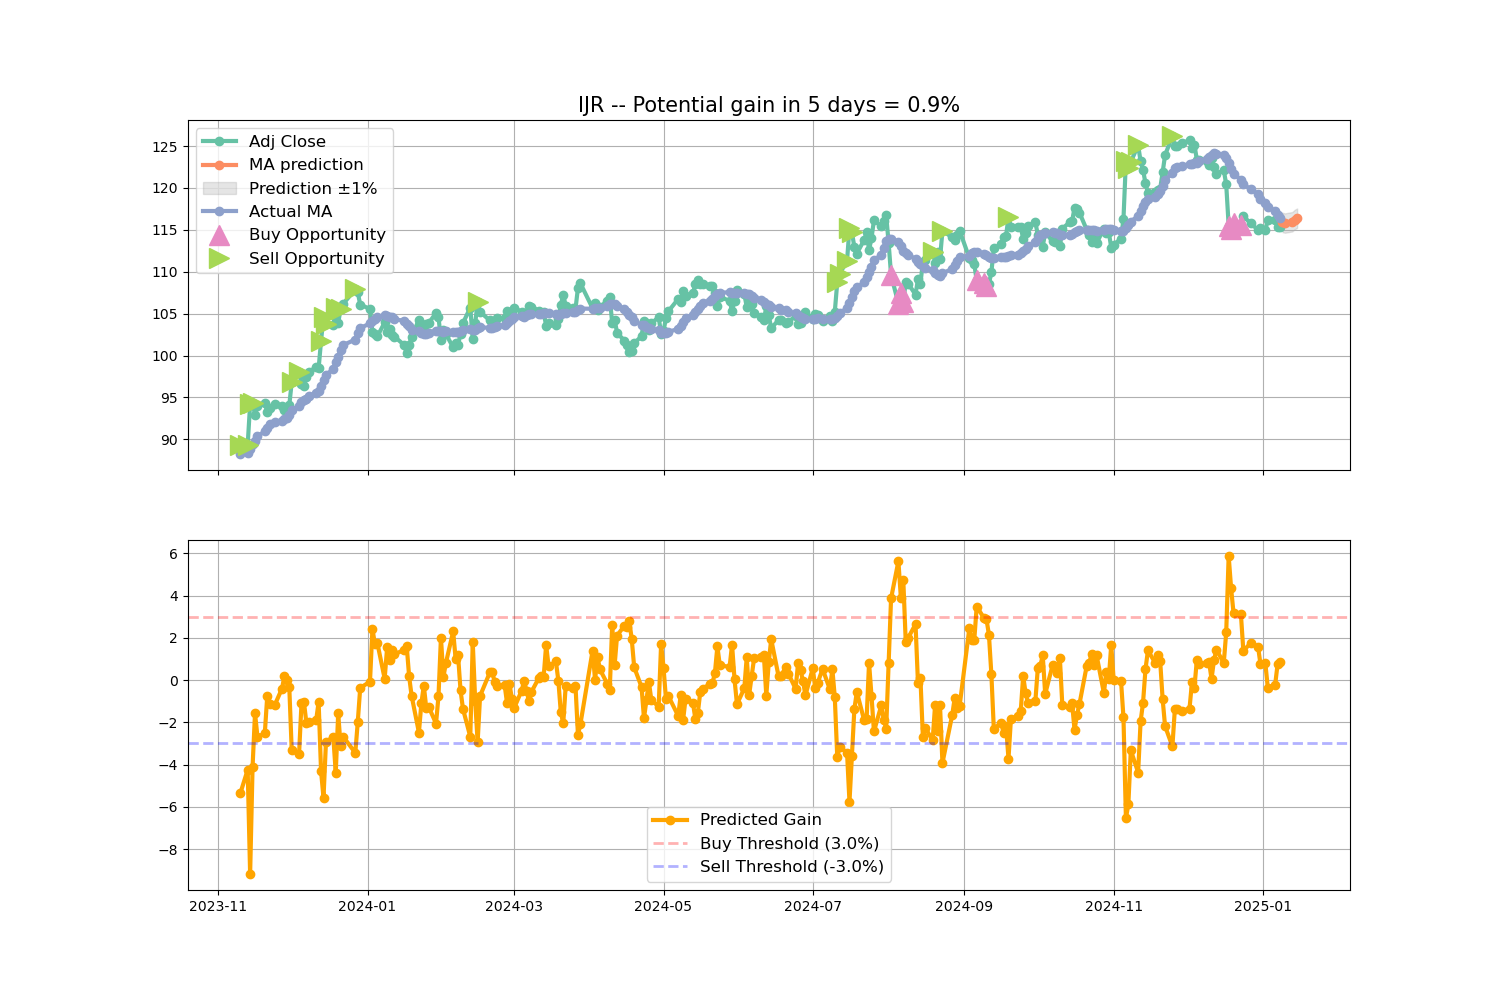 IJR -- Potential gain in 5 days = 0.9%
Adj Close
MA prediction
Prediction ±1%
Actual MA
Buy Opportunity
Sell Opportunity
125
120
115
110
105
100
95
90
6
4
2
0
−2
−4
−6
−8
Predicted Gain
Buy Threshold (3.0%)
Sell Threshold (-3.0%)
2023-11
2024-01
2024-03
2024-05
2024-07
2024-09
2024-11
2025-01